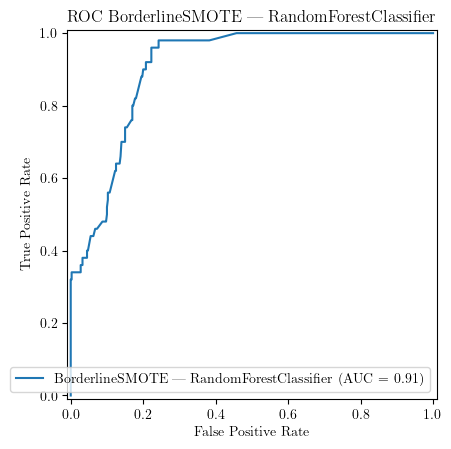 ROC BorderlineSMOTE — RandomForestClassifier
1.0
0.8
0.6
0.4
0.2
0.0
True Positive Rate
BorderlineSMOTE — RandomForestClassifier (AUC = 0.91)
0.0 0.2 0.4 0.6 0.8 1.0
False Positive Rate